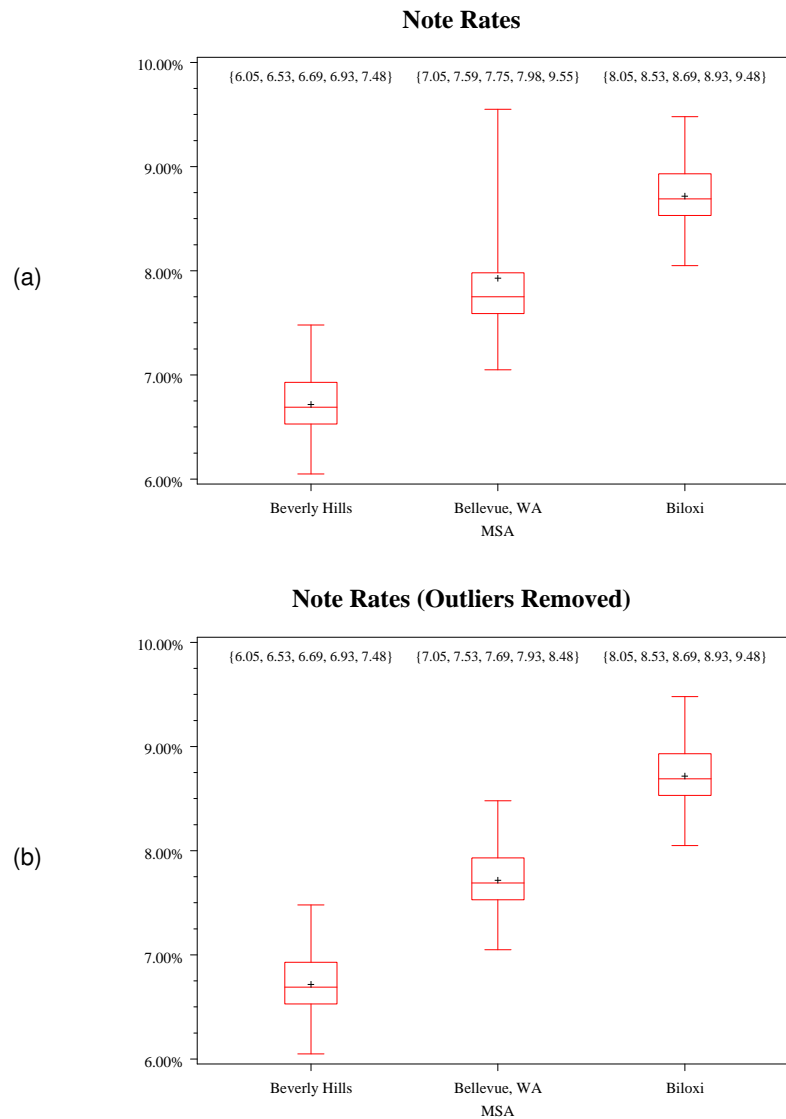 Note Rates
10.00%
{6.05, 6.53, 6.69, 6.93, 7.48} {7.05, 7.59, 7.75, 7.98, 9.55} {8.05, 8.53, 8.69, 8.93, 9.48}
9.00%
(a)
8.00%
7.00%
6.00%
Beverly Hills Bellevue, WA Biloxi
MSA
Note Rates (Outliers Removed)
10.00%
{6.05, 6.53, 6.69, 6.93, 7.48} {7.05, 7.53, 7.69, 7.93, 8.48} {8.05, 8.53, 8.69, 8.93, 9.48}
9.00%
(b)
8.00%
7.00%
6.00%
Beverly Hills Bellevue, WA Biloxi
MSA